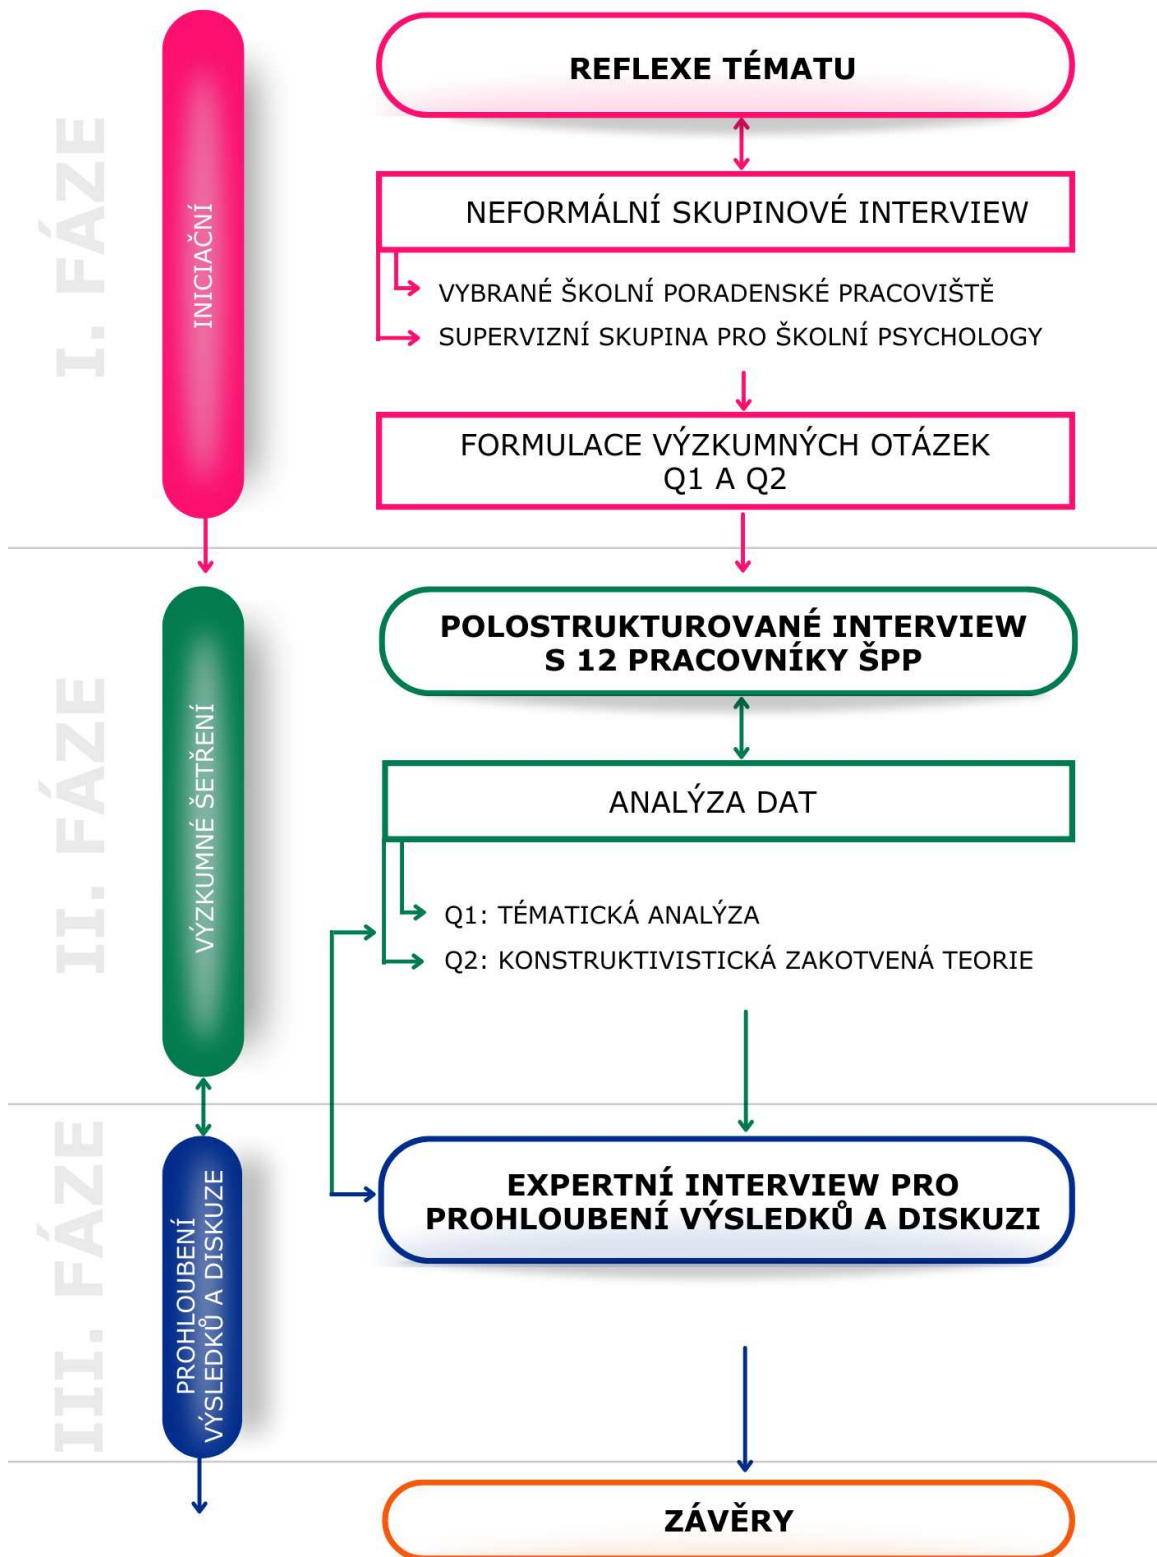 I. FÁZE
INICIAČNÍ
REFLEXE TÉMATU
NEFORMÁLNÍ SKUPINOVÉ INTERVIEW
VYBRANÉ ŠKOLNÍ PORADENSKÉ PRACOVIŠTĚ
SUPERVIZNÍ SKUPINA PRO ŠKOLNÍ PSYCHOLOGY
FORMULACE VÝZKUMNÝCH OTÁZEK
Q1 A Q2
II. FÁZE
VÝZKUMNÉ ŠETŘENÍ
POLOSTRUKTUROVANÉ INTERVIEW
S 12 PRACOVNÍKY ŠPP
ANALÝZA DAT
Q1: TÉMATICKÁ ANALÝZA
Q2: KONSTRUKTIVISTICKÁ ZAKOTVENÁ TEORIE
III. FÁZE
PROHLOUBENÍ
VÝSLEDKŮ A DISKUZE
EXPERTNÍ INTERVIEW PRO
PROHLOUBENÍ VÝSLEDKŮ A DISKUZI
ZÁVĚRY